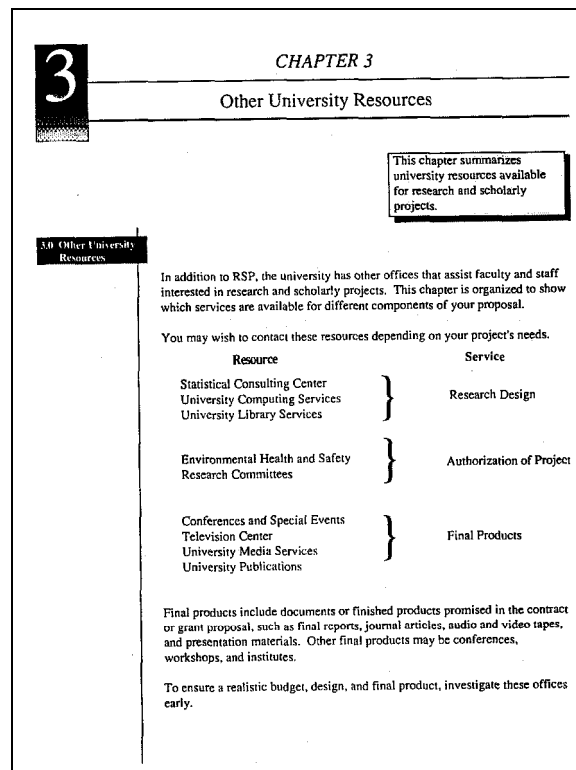 3
CHAPTER 3
Other University Resources
This chapter summarizes
university resources available
for research and scholarly
projects.
3.0 Other University
Resources
In addition to RSP, the university has other offices that assist faculty and staff
interested in research and scholarly projects. This chapter is organized to show
which services are available for different components of your proposal.
You may wish to contact these resources depending on your project's needs.
Resource Service
Statistical Consulting Center
University Computing Services } Research Design
University Library Services
Environmental Health and Safety } Authorization of Project
Research Committees
Conferences and Special Events
Television Center } Final Products
University Media Services
University Publications
Final products include documents or finished products promised in the contract
or grant proposal, such as final reports, journal articles, audio and video tapes,
and presentation materials. Other final products may be conferences,
workshops, and institutes.
To ensure a realistic budget, design, and final product, investigate these offices
early.